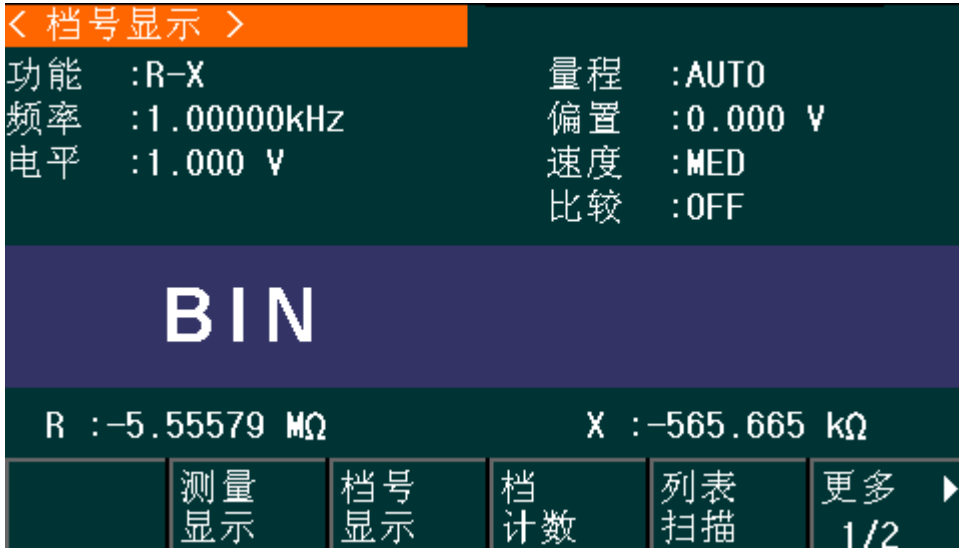 < 档号显示 >
功能 :R-X 量程 :AUTO
频率 :1.00000kHz 偏置 :0.000 V
电平 :1.000 V 速度 :MED
比较 :OFF
BIN
R :-5.55579 MΩ X :-565.665 kΩ
测量 档号 档 列表 更多
显示 显示 计数 扫描 1/2